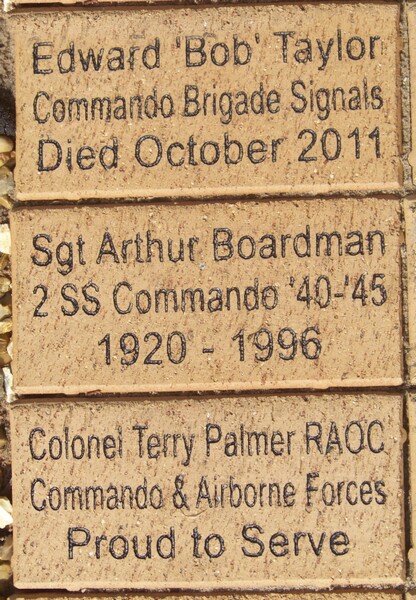 Edward 'Bob' Taylor
Commando Brigade Signals
Died October 2011
Sgt Arthur Boardman
2 SS Commando '40-'45
1920 - 1996
Colonel Terry Palmer RAOC
Commando & Airborne Forces
Proud to Serve